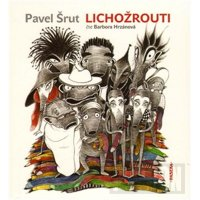 Pavel Šrut LICHOŽROUTI
čte Barbora Hrzánová